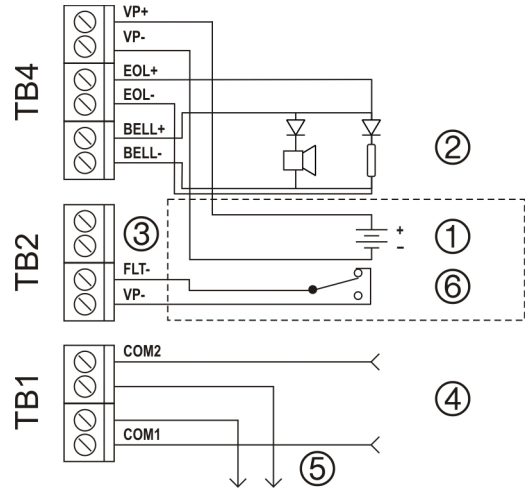 TB4
VP+
VP-
EOL+
EOL-
BELL+
BELL-
2
TB2
3
+
-
1
FLT-
VP-
6
TB1
COM2
4
COM1
5